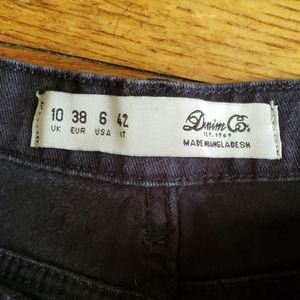 10 38 6 42
UK EUR USA IT
Denim Co.
EST. 1969
MADE IN BANGLADESH